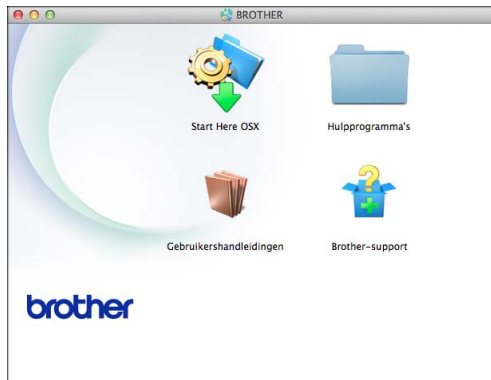 BROTHER
Start Here OSX
Hulpprogramma's
Gebruikershandleidingen
Brother-support
brother